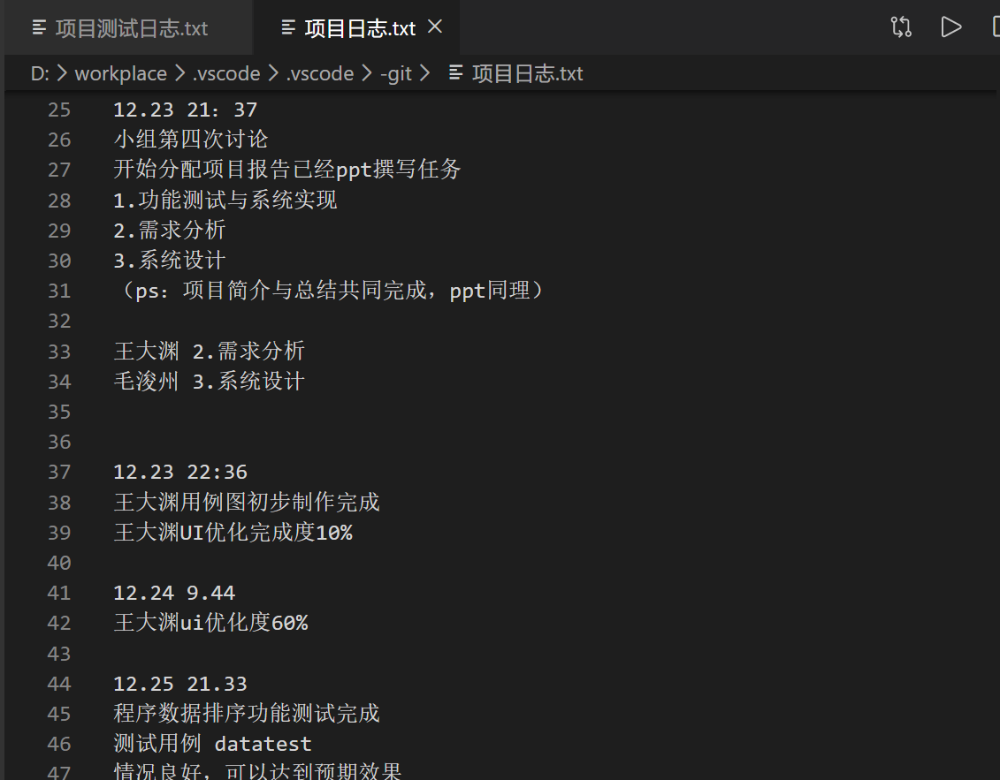 项目测试日志.txt 项目日志.txt
D: > workplace > .vscode > .vscode > -git > 项目日志.txt
25 12.23 21：37
26 小组第四次讨论
27 开始分配项目报告已经ppt撰写任务
28 1.功能测试与系统实现
29 2.需求分析
30 3.系统设计
31 （ps：项目简介与总结共同完成，ppt同理）
32
33 王大渊 2.需求分析
34 毛浚州 3.系统设计
35
36
37 12.23 22:36
38 王大渊用例图初步制作完成
39 王大渊UI优化完成度10%
40
41 12.24 9.44
42 王大渊ui优化度60%
43
44 12.25 21.33
45 程序数据排序功能测试完成
46 测试用例 datatest
47 情况良好，可以达到预期效果